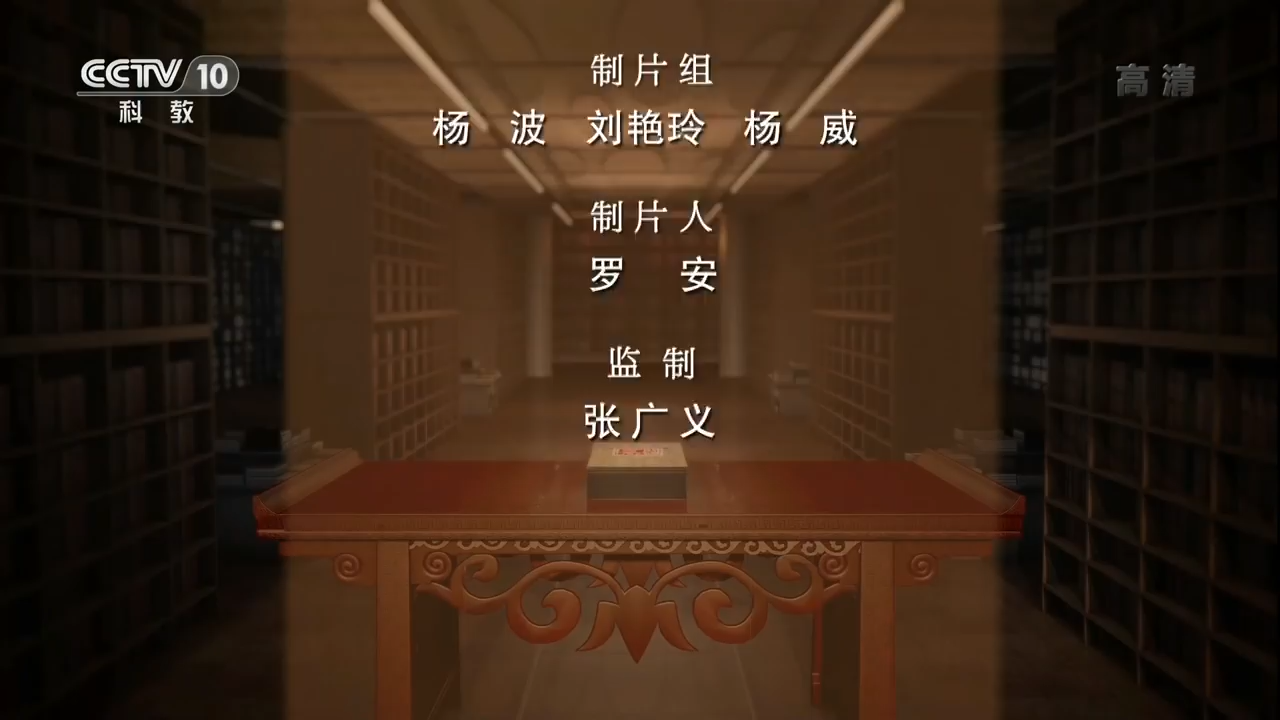 CCTV 10
科 教
高 清
制片组
杨 波 刘艳玲 杨 威
制片人
罗 安
监 制
张广义